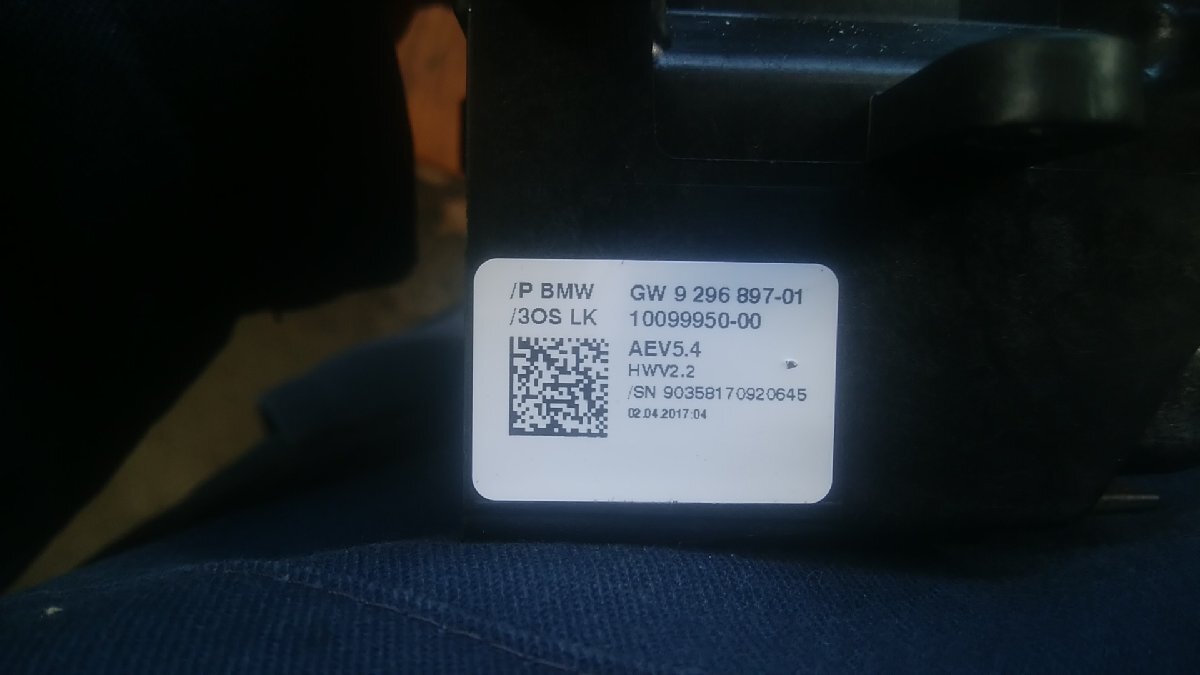 /P BMW GW 9 296 897-01
/3OS LK 10099950-00
AEV5.4
HWV2.2
/SN 90358170920645
02.04.2017:04